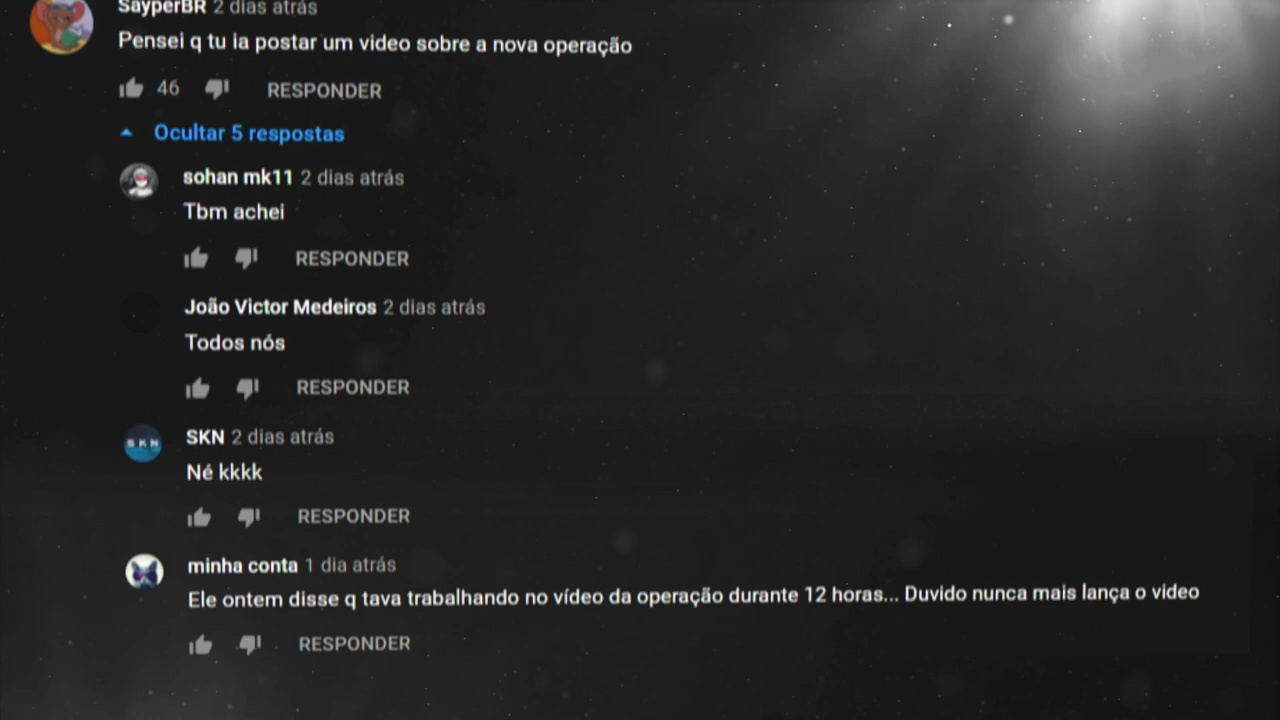 SayperBR 2 dias atrás
Pensei q tu ia postar um video sobre a nova operação
46 RESPONDER
Ocultar 5 respostas
sohan mk11 2 dias atrás
Tbm achei
RESPONDER
João Victor Medeiros 2 dias atrás
Todos nós
RESPONDER
SKN
SKN 2 dias atrás
Né kkkk
RESPONDER
minha conta 1 dia atrás
Ele ontem disse q tava trabalhando no vídeo da operação durante 12 horas... Duvido nunca mais lança o video
RESPONDER